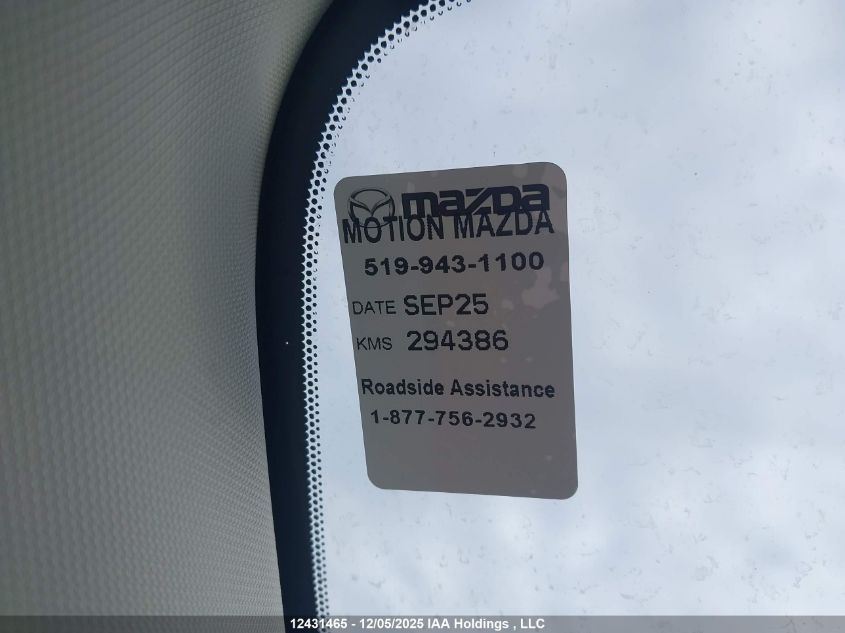 mazda
MOTION MAZDA
519-943-1100
DATE SEP25
KMS 294386
Roadside Assistance
1-877-756-2932
12431465 - 12/05/2025 IAA Holdings , LLC